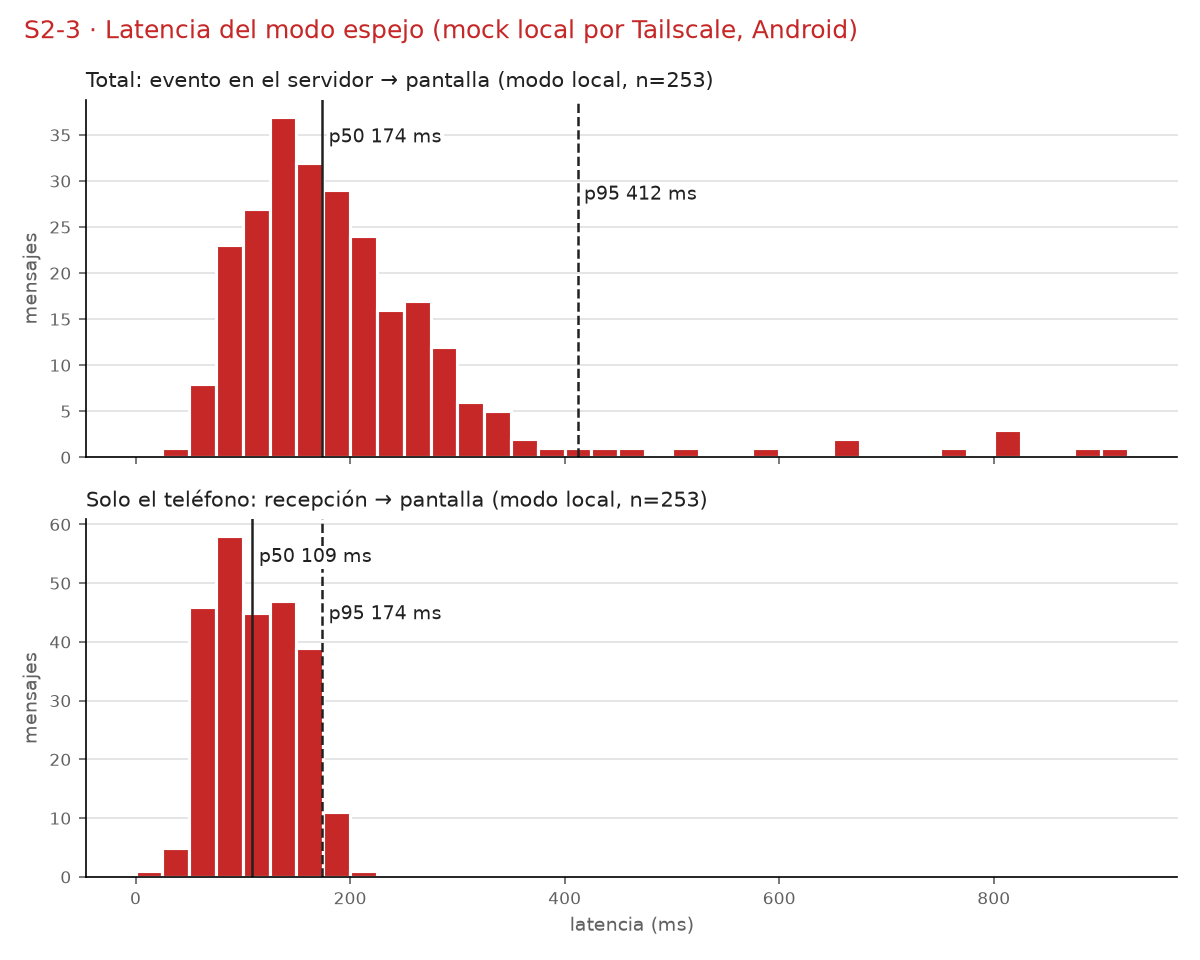 S2-3 · Latencia del modo espejo (mock local por Tailscale, Android)
Total: evento en el servidor → pantalla (modo local, n=253)
35
30
25
20
15
10
5
0
mensajes
p50 174 ms
p95 412 ms
Solo el teléfono: recepción → pantalla (modo local, n=253)
60
50
40
30
20
10
0
mensajes
p50 109 ms
p95 174 ms
0 200 400 600 800
latencia (ms)